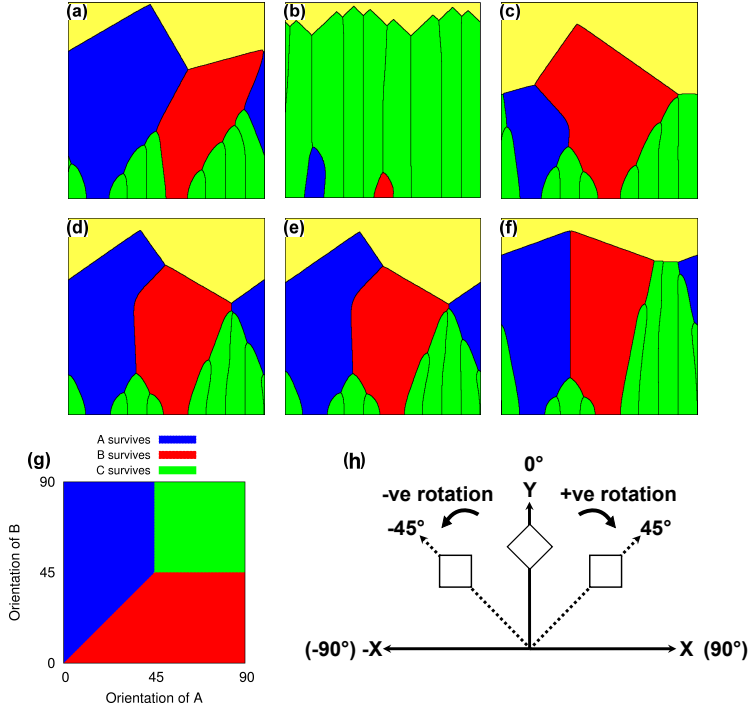 (a)
(b)
(c)
(d)
(e)
(f)
A survives
B survives
C survives
(g)
90
45
0
Orientation of B
0
45
90
Orientation of A
(h)
0°
Y
-ve rotation
+ve rotation
-45°
45°
(-90°) -X
X (90°)